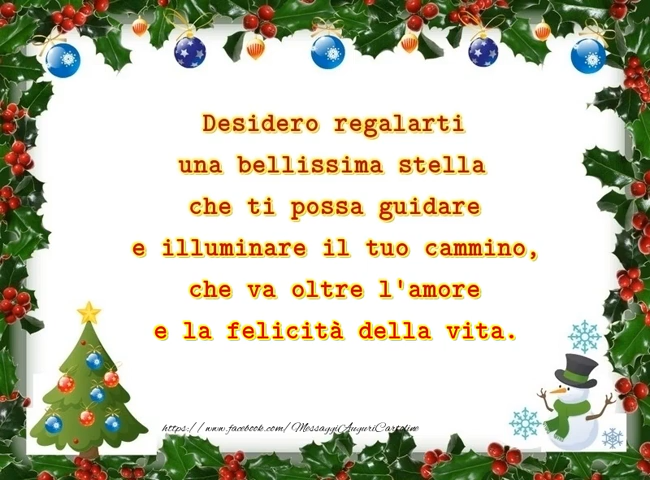 Desidero regalarti
una bellissima stella
che ti possa guidare
e illuminare il tuo cammino,
che va oltre l'amore
e la felicità della vita.
https://www.facebook.com/MessaggiAuguriCartoline